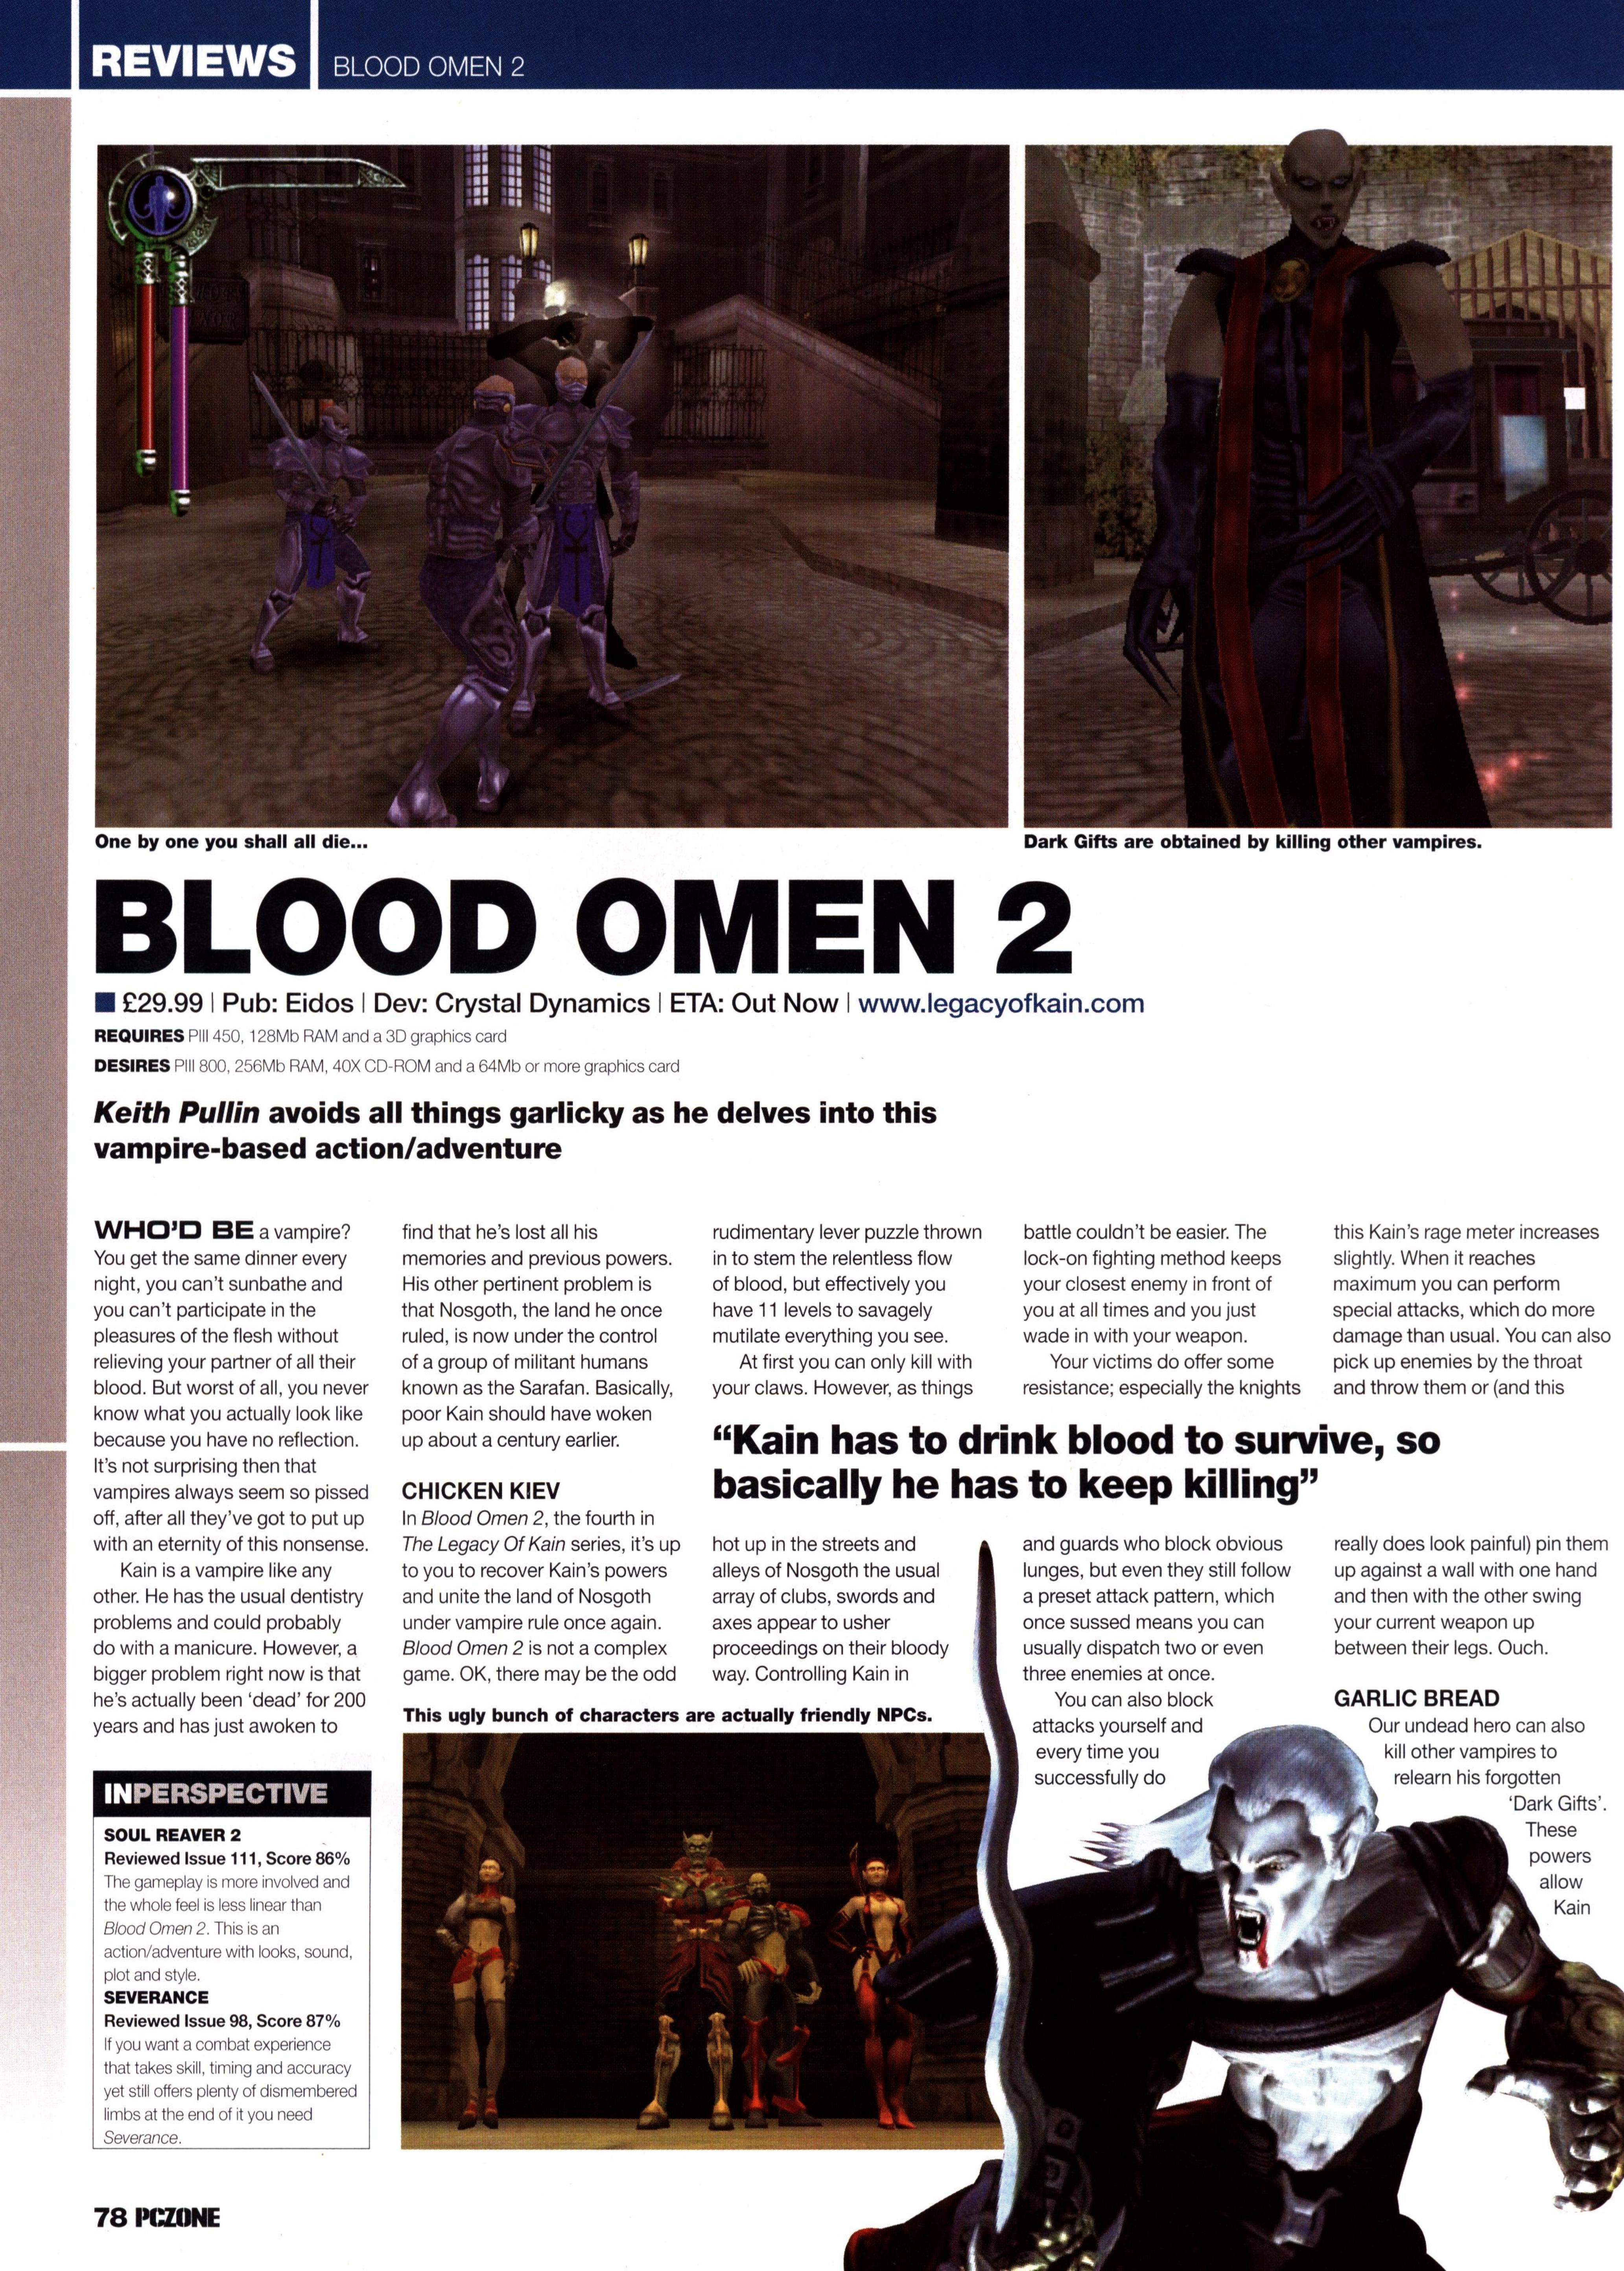 REVIEWS
BLOOD OMEN 2
One by one you shall all die...
Dark Gifts are obtained by killing other vampires.
BLOOD OMEN 2
£29.99 | Pub: Eidos | Dev: Crystal Dynamics | ETA: Out Now | www.legacyofkain.com
REQUIRES PIII 450, 128Mb RAM and a 3D graphics card
DESIRES PIII 800, 256Mb RAM, 40X CD-ROM and a 64Mb or more graphics card
Keith Pullin avoids all things garlicky as he delves into this
vampire-based action/adventure
WHO'D BE a vampire?
You get the same dinner every
night, you can't sunbathe and
you can't participate in the
pleasures of the flesh without
relieving your partner of all their
blood. But worst of all, you never
know what you actually look like
because you have no reflection.
It's not surprising then that
vampires always seem so pissed
off, after all they've got to put up
with an eternity of this nonsense.
Kain is a vampire like any
other. He has the usual dentistry
problems and could probably
do with a manicure. However, a
bigger problem right now is that
he's actually been 'dead' for 200
years and has just awoken to
find that he's lost all his
memories and previous powers.
His other pertinent problem is
that Nosgoth, the land he once
ruled, is now under the control
of a group of militant humans
known as the Sarafan. Basically,
poor Kain should have woken
up about a century earlier.
CHICKEN KIEV
In Blood Omen 2, the fourth in
The Legacy Of Kain series, it's up
to you to recover Kain's powers
and unite the land of Nosgoth
under vampire rule once again.
Blood Omen 2 is not a complex
game. OK, there may be the odd
rudimentary lever puzzle thrown
in to stem the relentless flow
of blood, but effectively you
have 11 levels to savagely
mutilate everything you see.
At first you can only kill with
your claws. However, as things
"Kain has to drink blood to survive, so
basically he has to keep killing"
hot up in the streets and
alleys of Nosgoth the usual
array of clubs, swords and
axes appear to usher
proceedings on their bloody
way. Controlling Kain in
battle couldn't be easier. The
lock-on fighting method keeps
your closest enemy in front of
you at all times and you just
wade in with your weapon.
Your victims do offer some
resistance; especially the knights
and guards who block obvious
lunges, but even they still follow
a preset attack pattern, which
once sussed means you can
usually dispatch two or even
three enemies at once.
You can also block
attacks yourself and
every time you
successfully do
this Kain's rage meter increases
slightly. When it reaches
maximum you can perform
special attacks, which do more
damage than usual. You can also
pick up enemies by the throat
and throw them or (and this
really does look painful) pin them
up against a wall with one hand
and then with the other swing
your current weapon up
between their legs. Ouch.
GARLIC BREAD
Our undead hero can also
kill other vampires to
relearn his forgotten
'Dark Gifts'.
These
powers
allow
Kain
This ugly bunch of characters are actually friendly NPCs.
INPERSPECTIVE
SOUL REAVER 2
Reviewed Issue 111, Score 86%
The gameplay is more involved and
the whole feel is less linear than
Blood Omen 2. This is an
action/adventure with looks, sound,
plot and style.
SEVERANCE
Reviewed Issue 98, Score 87%
If you want a combat experience
that takes skill, timing and accuracy
yet still offers plenty of dismembered
limbs at the end of it you need
Severance.
78 PCZONE